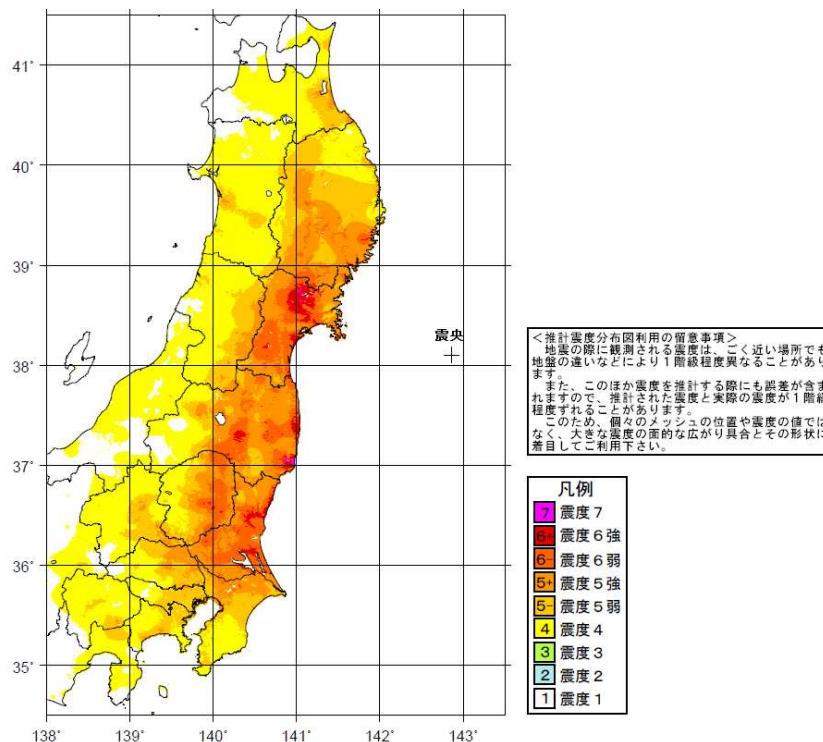 41°
40°
39°
38°
37°
36°
35°
138
139
140
141
142
143
震央
＜推計震度分布図利用の留意事項＞
地震の際に観測される震度は、ごく近い場所でも
地盤の違いなどにより１階級程度異なることがあり
ます。
また、このほか震度を推計する際にも誤差が含ま
れますので、推計された震度と実際の震度が１階級
程度ずれることがあります。
このため、個々のメッシュの位置や震度の値では
なく、大きな震度の面的な広がり具合とその形状に
着目してご利用下さい。
凡例
7 震度７
6+ 震度６強
6- 震度６弱
5+ 震度５強
5- 震度５弱
4 震度４
3 震度３
2 震度２
1 震度１